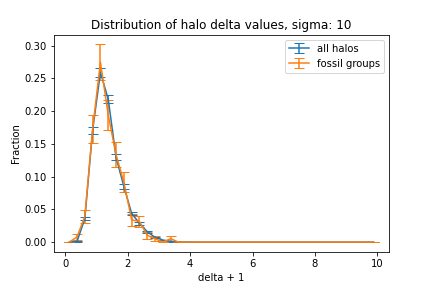 Distribution of halo delta values, sigma: 10
0.30
0.25
0.20
0.15
0.10
0.05
0.00
Fraction
all halos
fossil groups
0
2
4
6
8
10
delta + 1